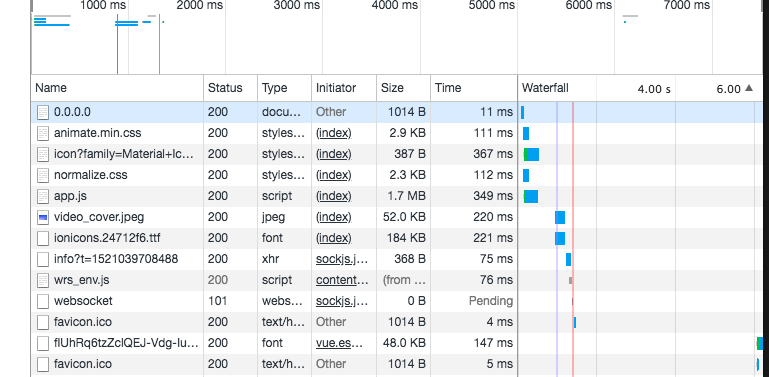 1000 ms 2000 ms 3000 ms 4000 ms 5000 ms 6000 ms 7000 ms
Name Status Type Initiator Size Time Waterfall 4.00 s 6.00 ▲
0.0.0.0 200 docu... Other 1014 B 11 ms
animate.min.css 200 styles... (index) 2.9 KB 111 ms
icon?family=Material+Ic... 200 styles... (index) 387 B 367 ms
normalize.css 200 styles... (index) 2.3 KB 112 ms
app.js 200 script (index) 1.7 MB 349 ms
video_cover.jpeg 200 jpeg (index) 52.0 KB 220 ms
ionicons.24712f6.ttf 200 font (index) 184 KB 221 ms
info?t=1521039708488 200 xhr sockjs.j... 368 B 75 ms
wrs_env.js 200 script content... (from ... 76 ms
websocket 101 webs... sockjs.j... 0 B Pending
favicon.ico 200 text/h... Other 1014 B 4 ms
flUhRq6tzZclQEJ-Vdg-Iu... 200 font vue.es... 48.0 KB 147 ms
favicon.ico 200 text/h... Other 1014 B 5 ms